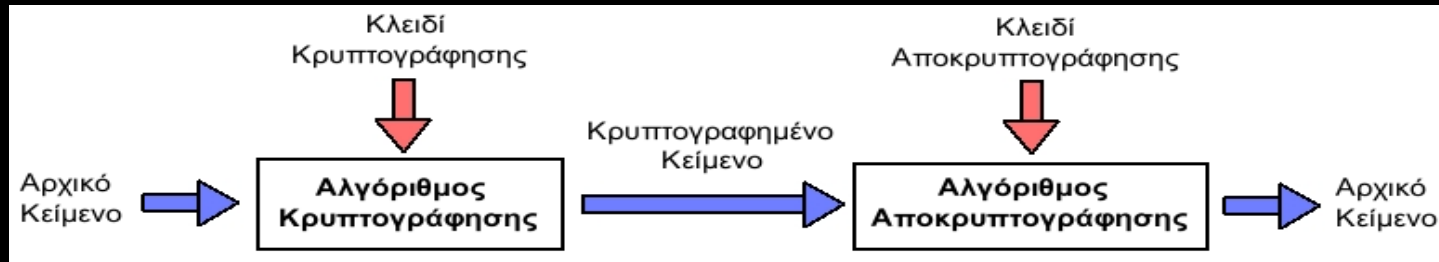 Κλειδί
Κρυπτογράφησης
Κλειδί
Αποκρυπτογράφησης
Αρχικό
Κείμενο
Αλγόριθμος
Κρυπτογράφησης
Κρυπτογραφημένο
Κείμενο
Αλγόριθμος
Αποκρυπτογράφησης
Αρχικό
Κείμενο